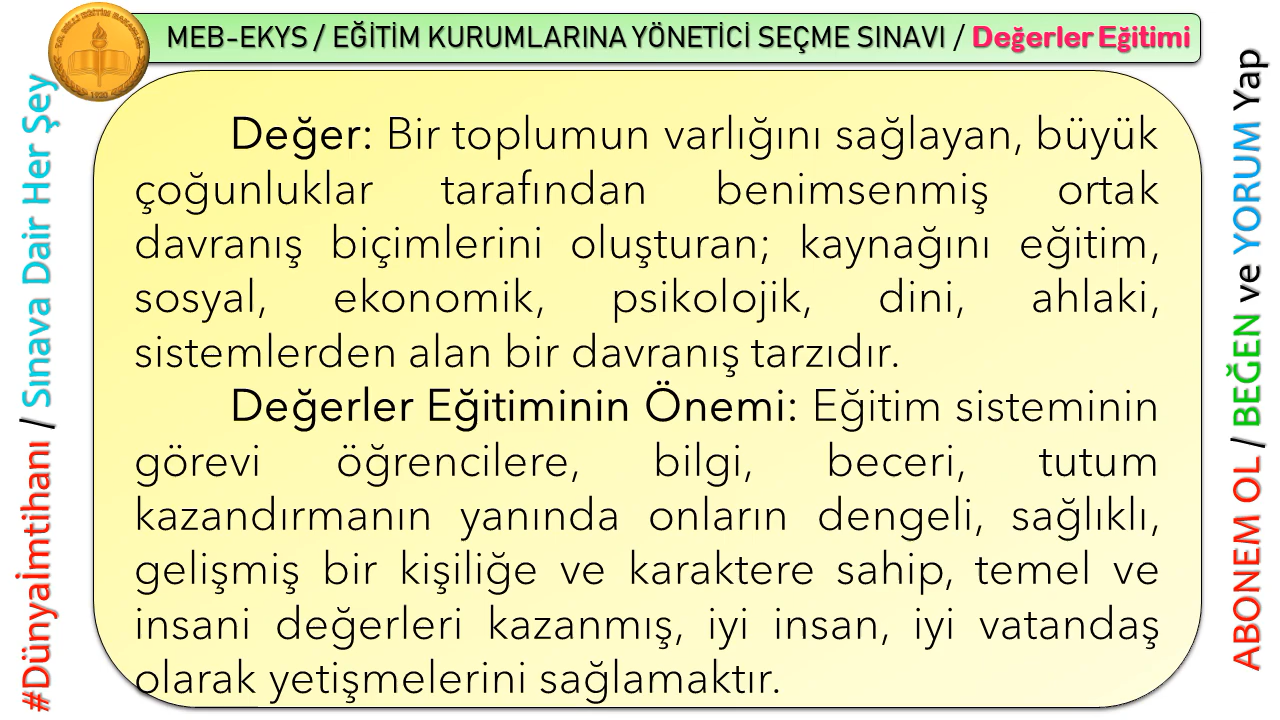 MEB-EKYS / EĞİTİM KURUMLARINA YÖNETİCİ SEÇME SINAVI / Değerler Eğitimi
Değer: Bir toplumun varlığını sağlayan, büyük
çoğunluklar tarafından benimsenmiş ortak
davranış biçimlerini oluşturan; kaynağını eğitim,
sosyal, ekonomik, psikolojik, dini, ahlaki,
sistemlerden alan bir davranış tarzıdır.
Değerler Eğitiminin Önemi: Eğitim sisteminin
görevi öğrencilere, bilgi, beceri, tutum
kazandırmanın yanında onların dengeli, sağlıklı,
gelişmiş bir kişiliğe ve karaktere sahip, temel ve
insani değerleri kazanmış, iyi insan, iyi vatandaş
olarak yetişmelerini sağlamaktır.
#Dünyaİmtihanı / Sınava Dair Her Şey
ABONEM OL / BEĞEN ve YORUM Yap